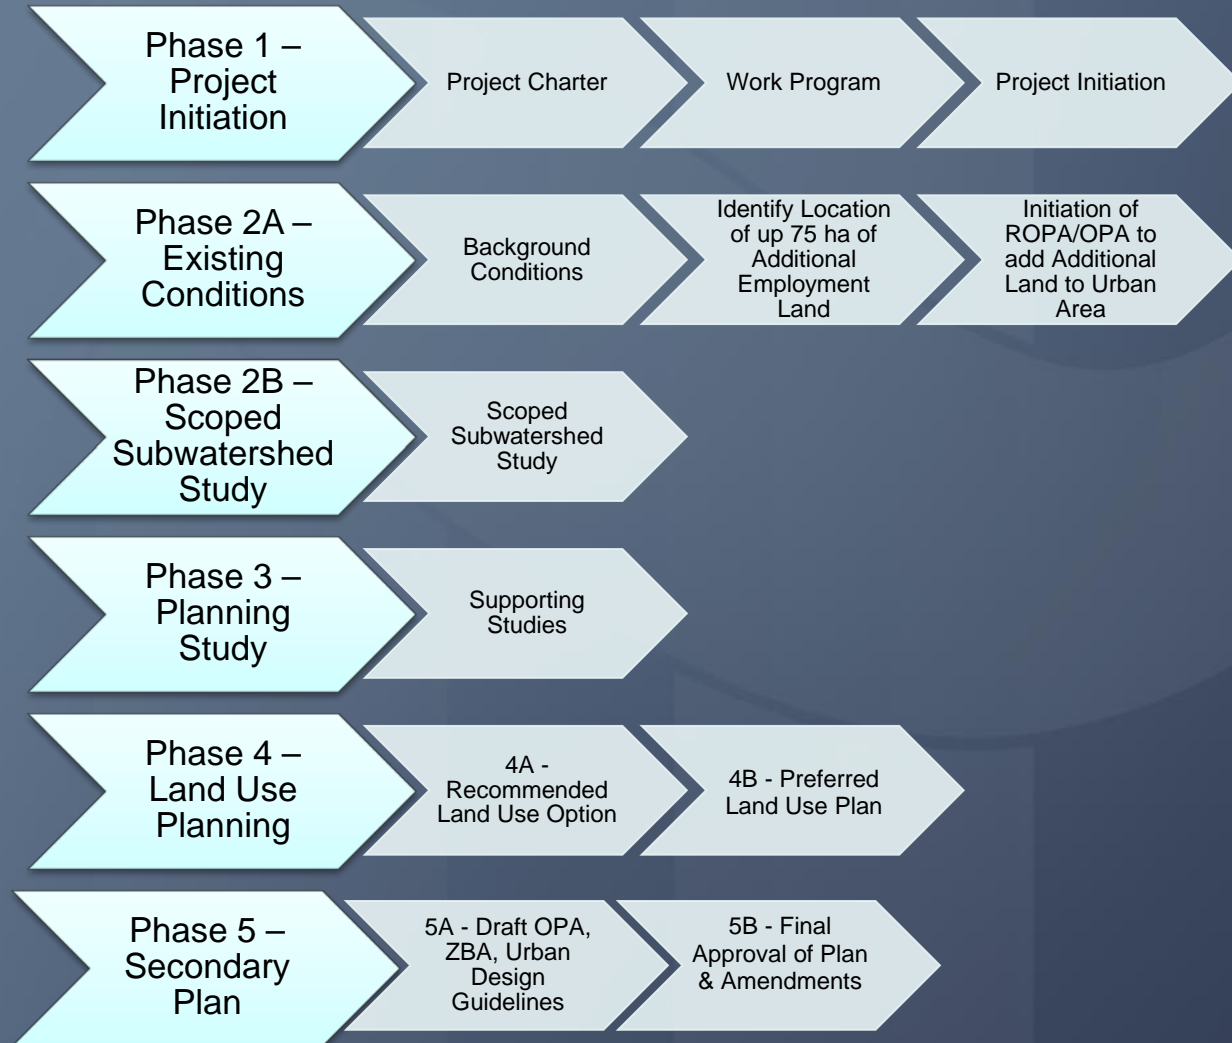 Phase 1 –
Project
Initiation
Project Charter
Work Program
Project Initiation
Phase 2A –
Existing
Conditions
Background
Conditions
Identify Location
of up 75 ha of
Additional
Employment
Land
Initiation of
ROPA/OPA to
add Additional
Land to Urban
Area
Phase 2B –
Scoped
Subwatershed
Study
Scoped
Subwatershed
Study
Phase 3 –
Planning
Study
Supporting
Studies
Phase 4 –
Land Use
Planning
4A -
Recommended
Land Use Option
4B - Preferred
Land Use Plan
Phase 5 –
Secondary
Plan
5A - Draft OPA,
ZBA, Urban
Design
Guidelines
5B - Final
Approval of Plan
& Amendments